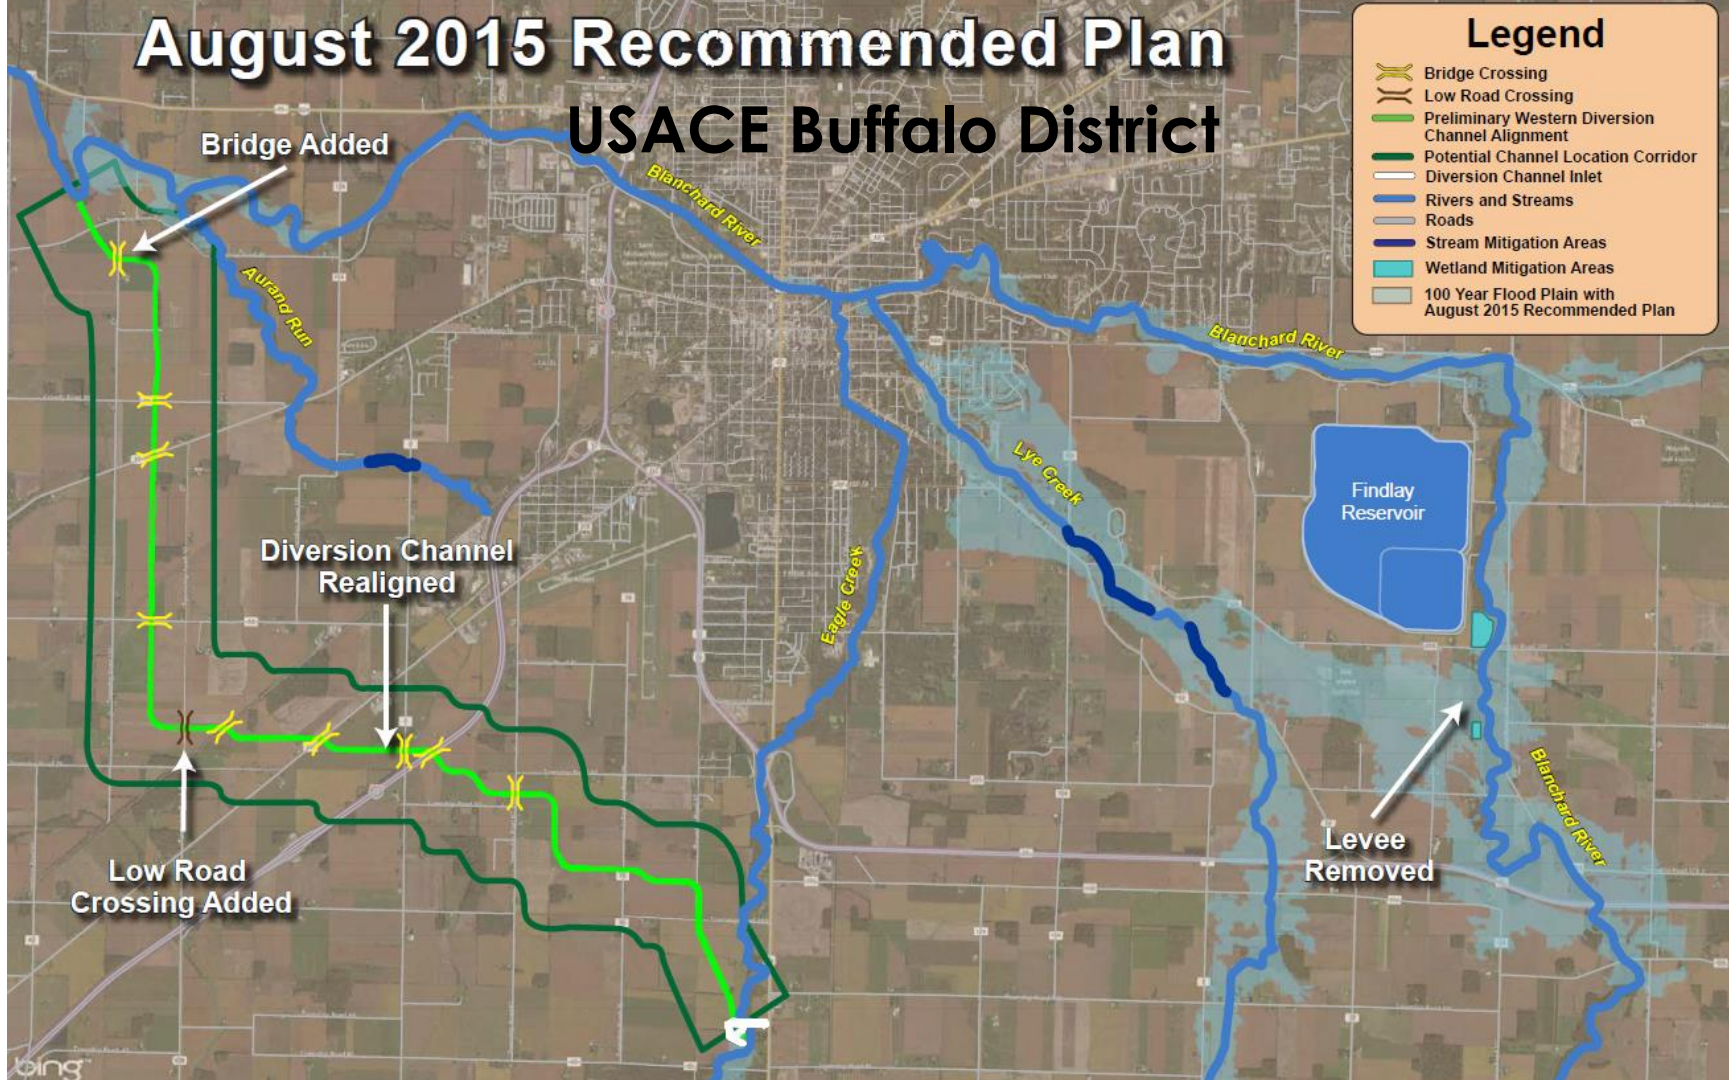 August 2015 Recommended Plan
USACE Buffalo District
Legend
Bridge Crossing
Low Road Crossing
Preliminary Western Diversion
Channel Alignment
Potential Channel Location Corridor
Diversion Channel Inlet
Rivers and Streams
Roads
Stream Mitigation Areas
Wetland Mitigation Areas
100 Year Flood Plain with
August 2015 Recommended Plan
Bridge Added
Blanchard River
Aurand Run
Blanchard River
Lye Creek
Findlay
Reservoir
Diversion Channel
Realigned
Eagle Creek
Blanchard River
Levee
Removed
Low Road
Crossing Added
bing